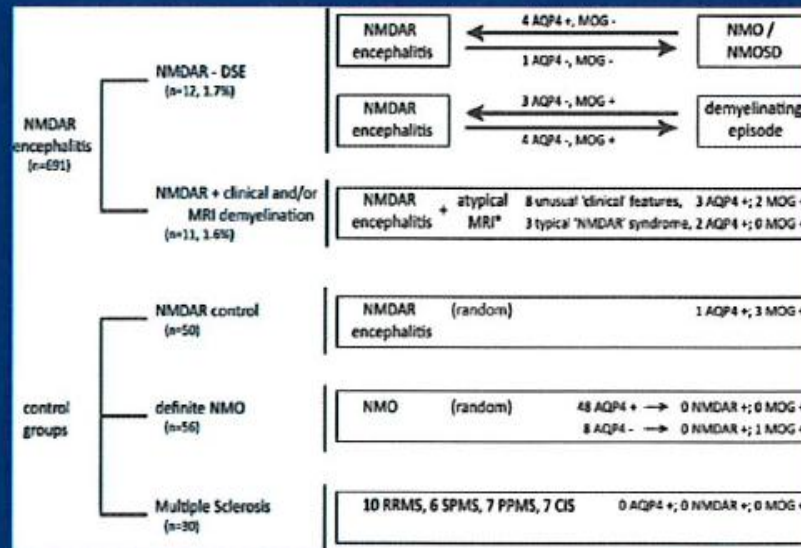 NMDAR encephalitis (n=691)
NMDAR - DSE
(n=12, 1.7%)
NMDAR encephalitis
4 AQP4 +, MOG -
1 AQP4 -, MOG -
NMO / NMOSD
NMDAR encephalitis
3 AQP4 -, MOG +
4 AQP4 -, MOG +
demyelinating episode
NMDAR + clinical and/or
MRI demyelination
(n=11, 1.6%)
NMDAR encephalitis + atypical MRI*
8 unusual 'clinical' features, 3 AQP4 +; 2 MOG +
3 typical 'NMDAR' syndrome, 2 AQP4 +; 0 MOG +
control groups
NMDAR control
(n=50)
NMDAR encephalitis (random) 1 AQP4 +; 3 MOG +
definite NMO
(n=56)
NMO (random) 48 AQP4 + → 0 NMDAR +; 0 MOG +
8 AQP4 - → 0 NMDAR +; 1 MOG +
Multiple Sclerosis
(n=30)
10 RRMS, 6 SPMS, 7 PPMS, 7 CIS 0 AQP4 +; 0 NMDAR +; 0 MOG +